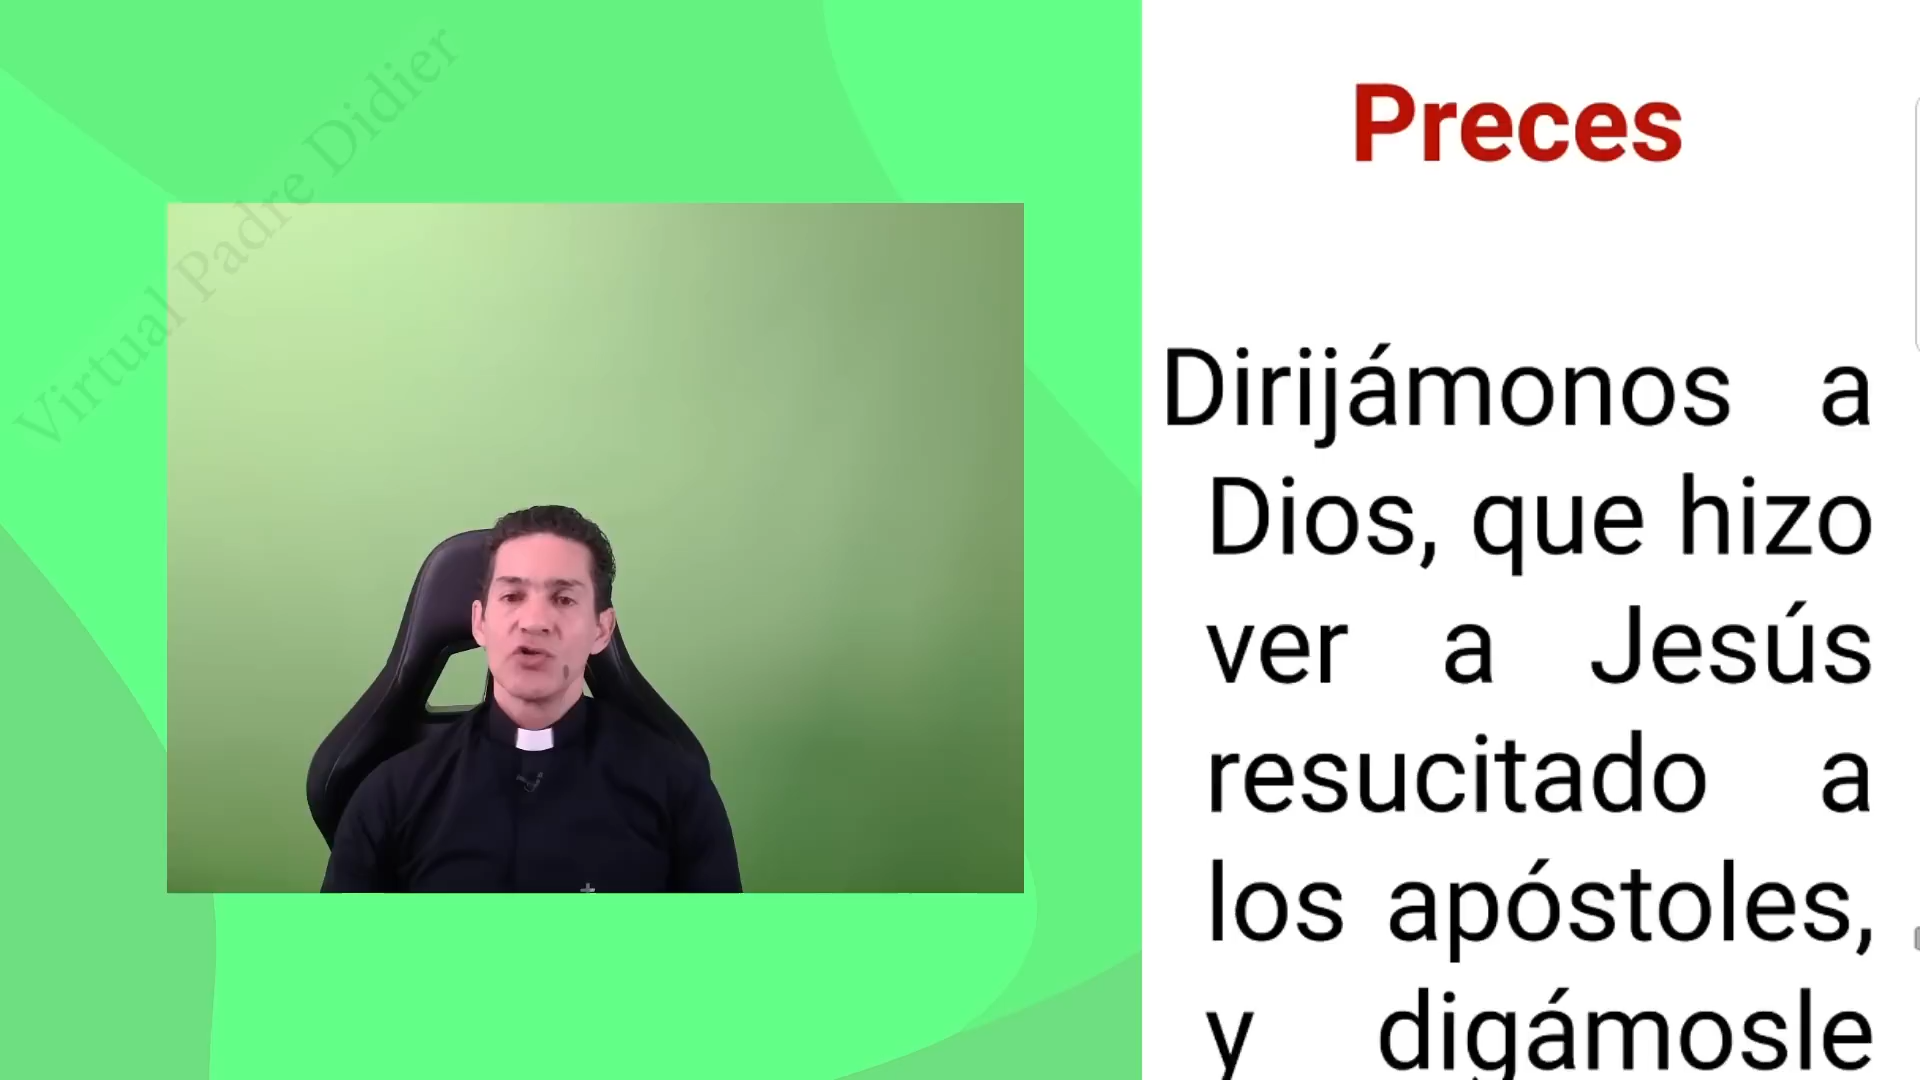 Virtual Padre Didier
Preces
Dirijámonos a
Dios, que hizo
ver a Jesús
resucitado a
los apóstoles,
y digámosle